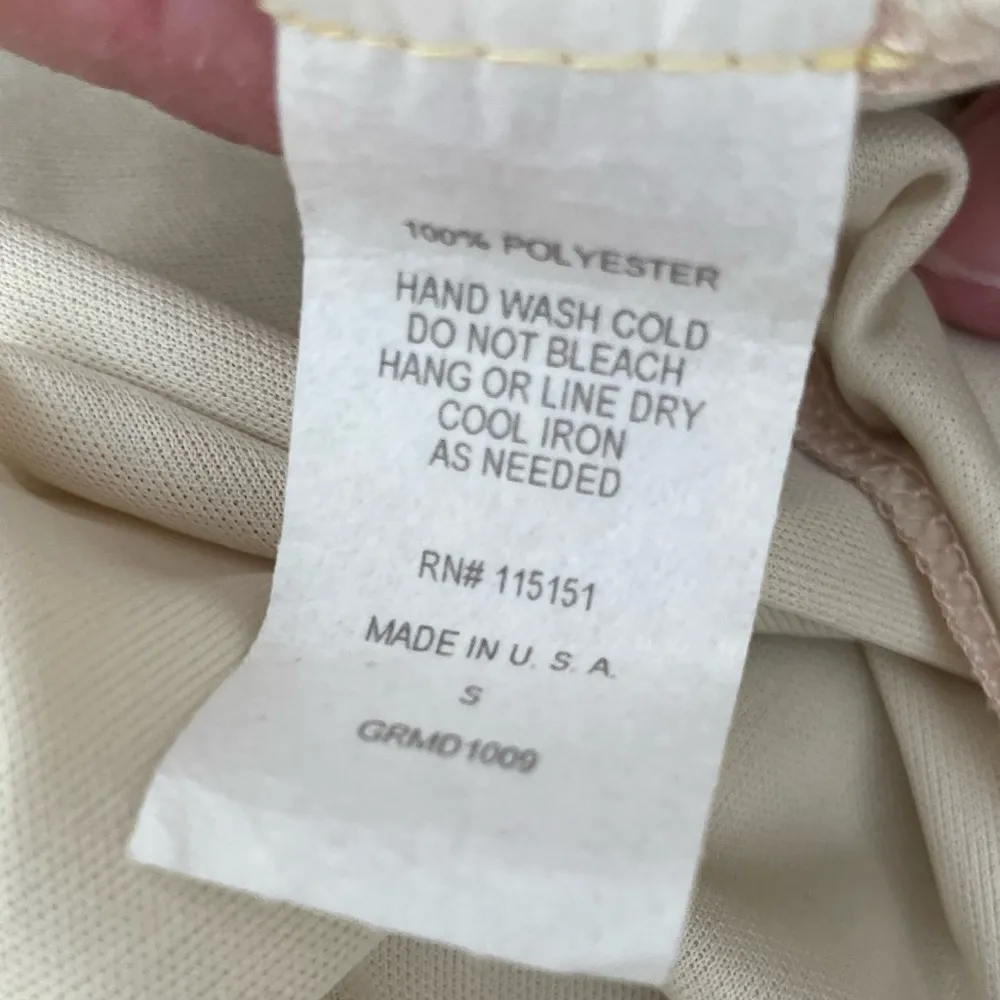 100% POLYESTER
HAND WASH COLD
DO NOT BLEACH
HANG OR LINE DRY
COOL IRON
AS NEEDED
RN# 115151
MADE IN U. S. A.
S
GRMD1009